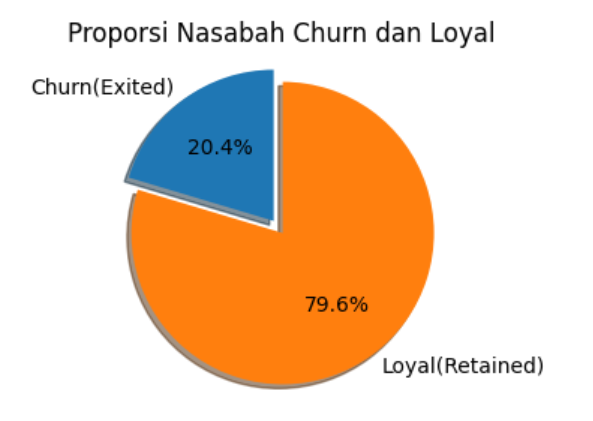 Proporsi Nasabah Churn dan Loyal
Churn(Exited)
20.4%
79.6%
Loyal(Retained)